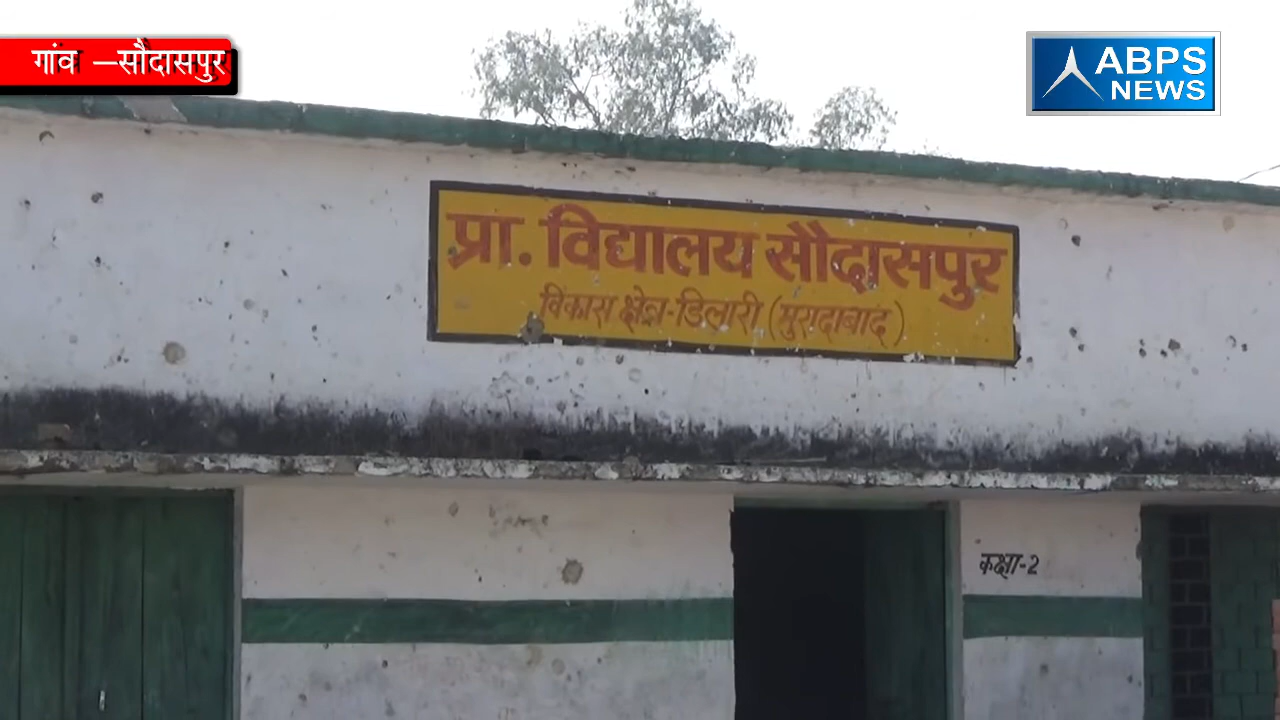 गांव –सौदासपुर
ABPS
NEWS
प्रा. विद्यालय सौदासपुर
विकास क्षेत्र-डिलारी (मुरादाबाद)
कक्षा-2